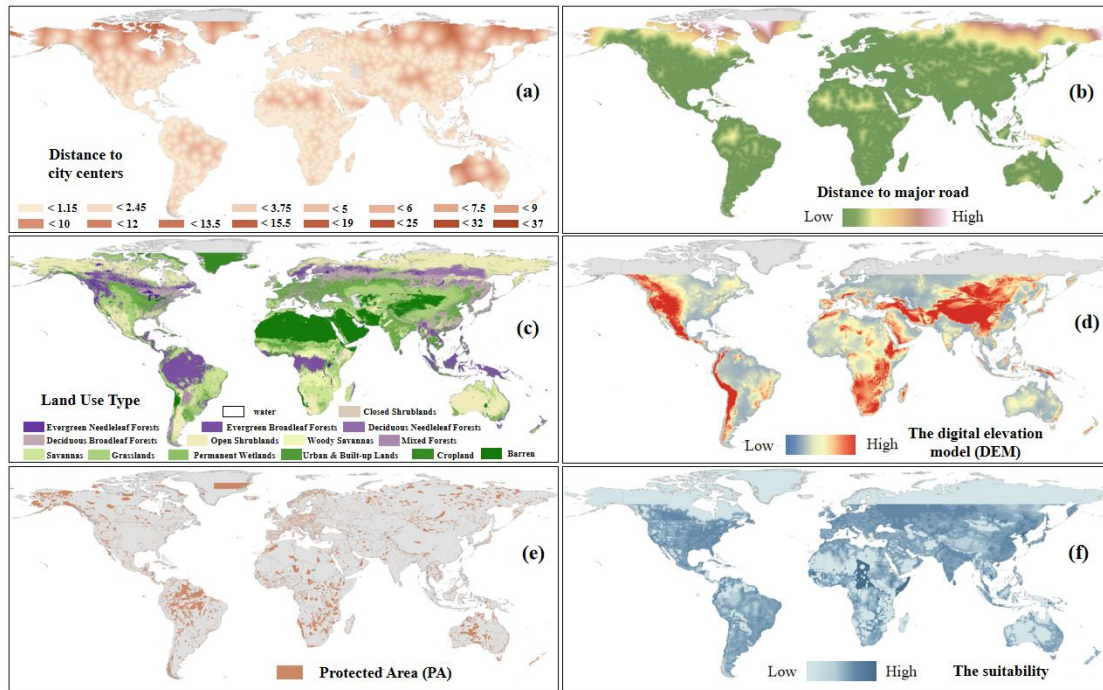 (a)
Distance to
city centers
< 1.15 < 2.45 < 3.75 < 5 < 6 < 7.5 < 9
< 10 < 12 < 13.5 < 15.5 < 19 < 25 < 32 < 37
(b)
Distance to major road
Low High
(c)
Land Use Type
water Closed Shrublands
Evergreen Needleleaf Forests Evergreen Broadleaf Forests Deciduous Needleleaf Forests
Deciduous Broadleaf Forests Open Shrublands Woody Savannas Mixed Forests
Savannas Grasslands Permanent Wetlands Urban & Built-up Lands Cropland Barren
(d)
Low High
The digital elevation
model (DEM)
(e)
Protected Area (PA)
(f)
Low High
The suitability